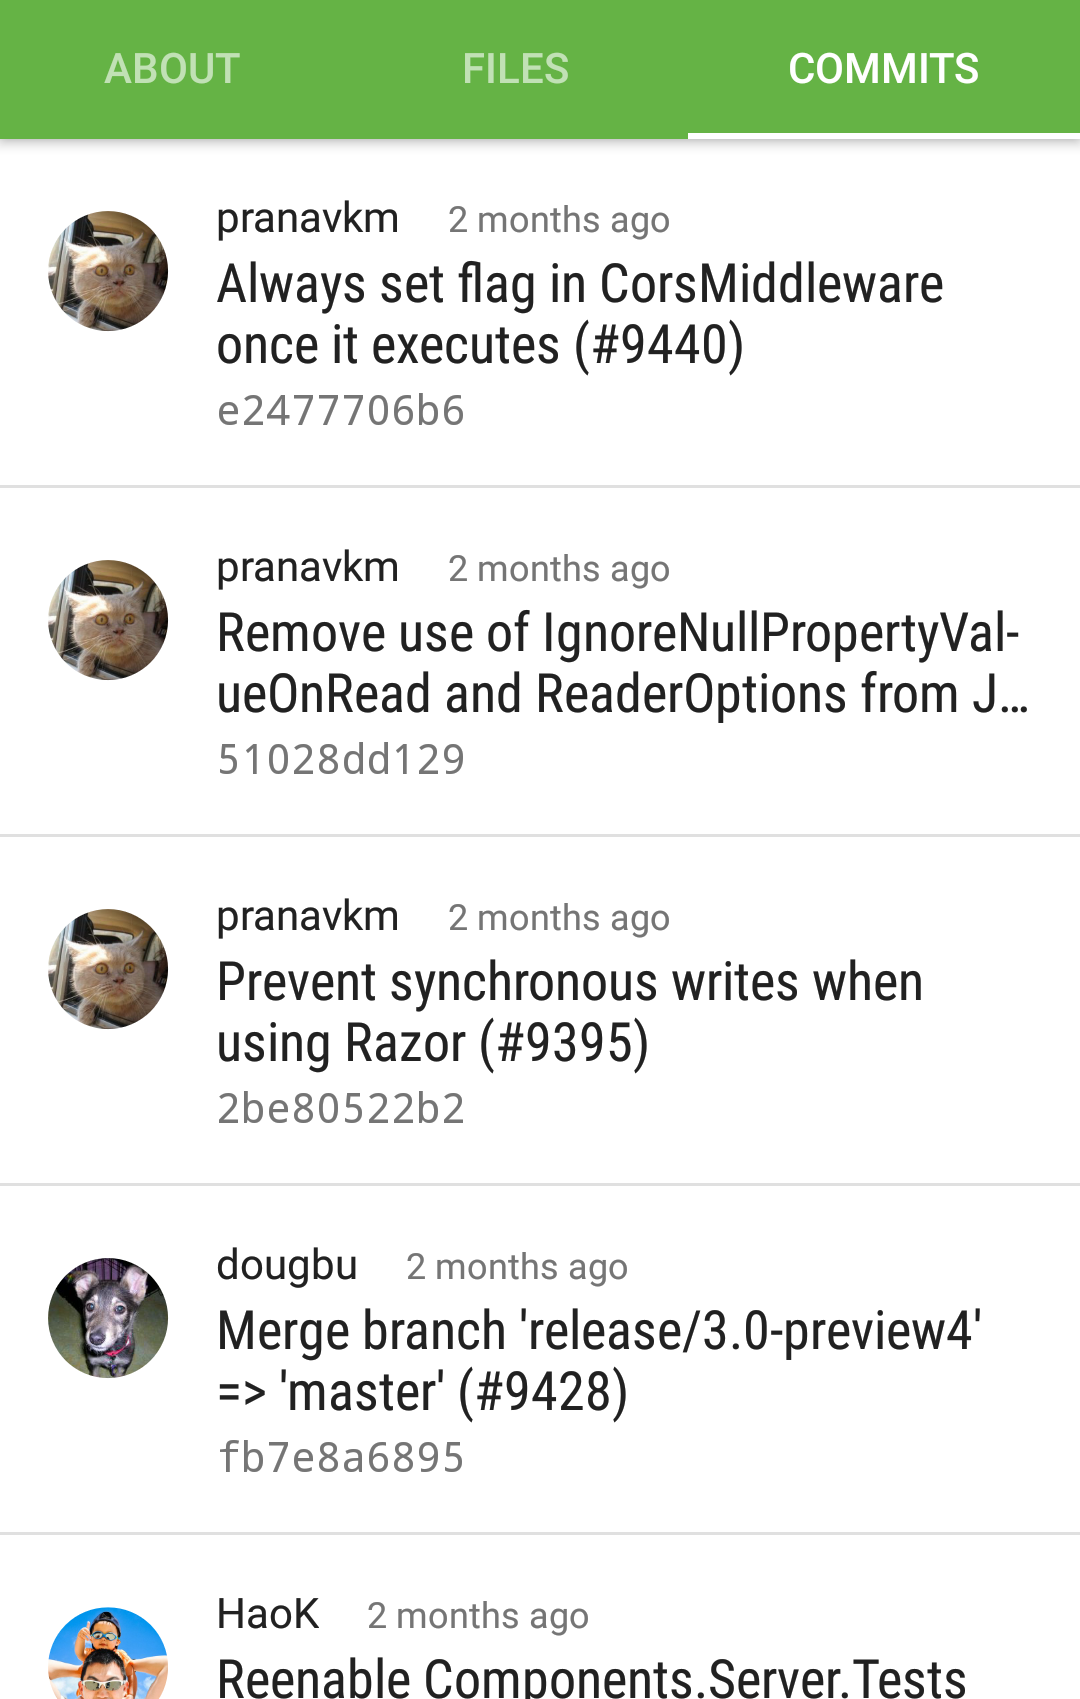 ABOUT FILES COMMITS
pranavkm 2 months ago
Always set flag in CorsMiddleware
once it executes (#9440)
e2477706b6
pranavkm 2 months ago
Remove use of IgnoreNullPropertyVal-
ueOnRead and ReaderOptions from J…
51028dd129
pranavkm 2 months ago
Prevent synchronous writes when
using Razor (#9395)
2be80522b2
dougbu 2 months ago
Merge branch 'release/3.0-preview4'
=> 'master' (#9428)
fb7e8a6895
HaoK 2 months ago
Reenable Components.Server.Tests